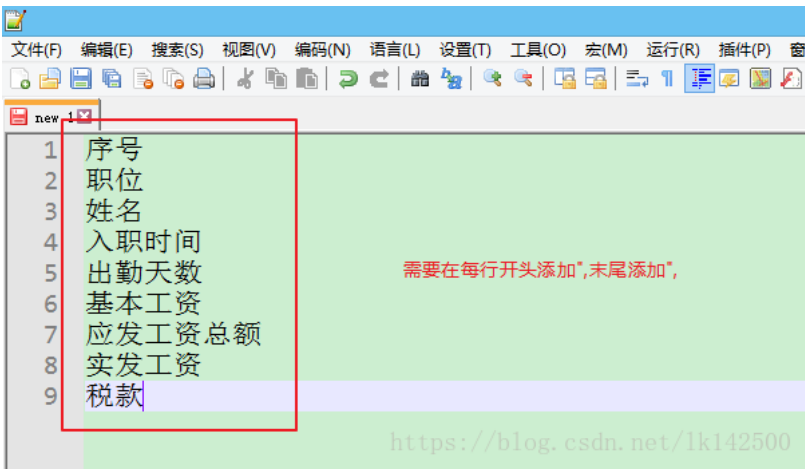 文件(F) 编辑(E) 搜索(S) 视图(V) 编码(N) 语言(L) 设置(T) 工具(O) 宏(M) 运行(R) 插件(P) 窗
new 1
1 序号
2 职位
3 姓名
4 入职时间
5 出勤天数
需要在每行开头添加",末尾添加",
6 基本工资
7 应发工资总额
8 实发工资
9 税款
https://blog.csdn.net/lk142500